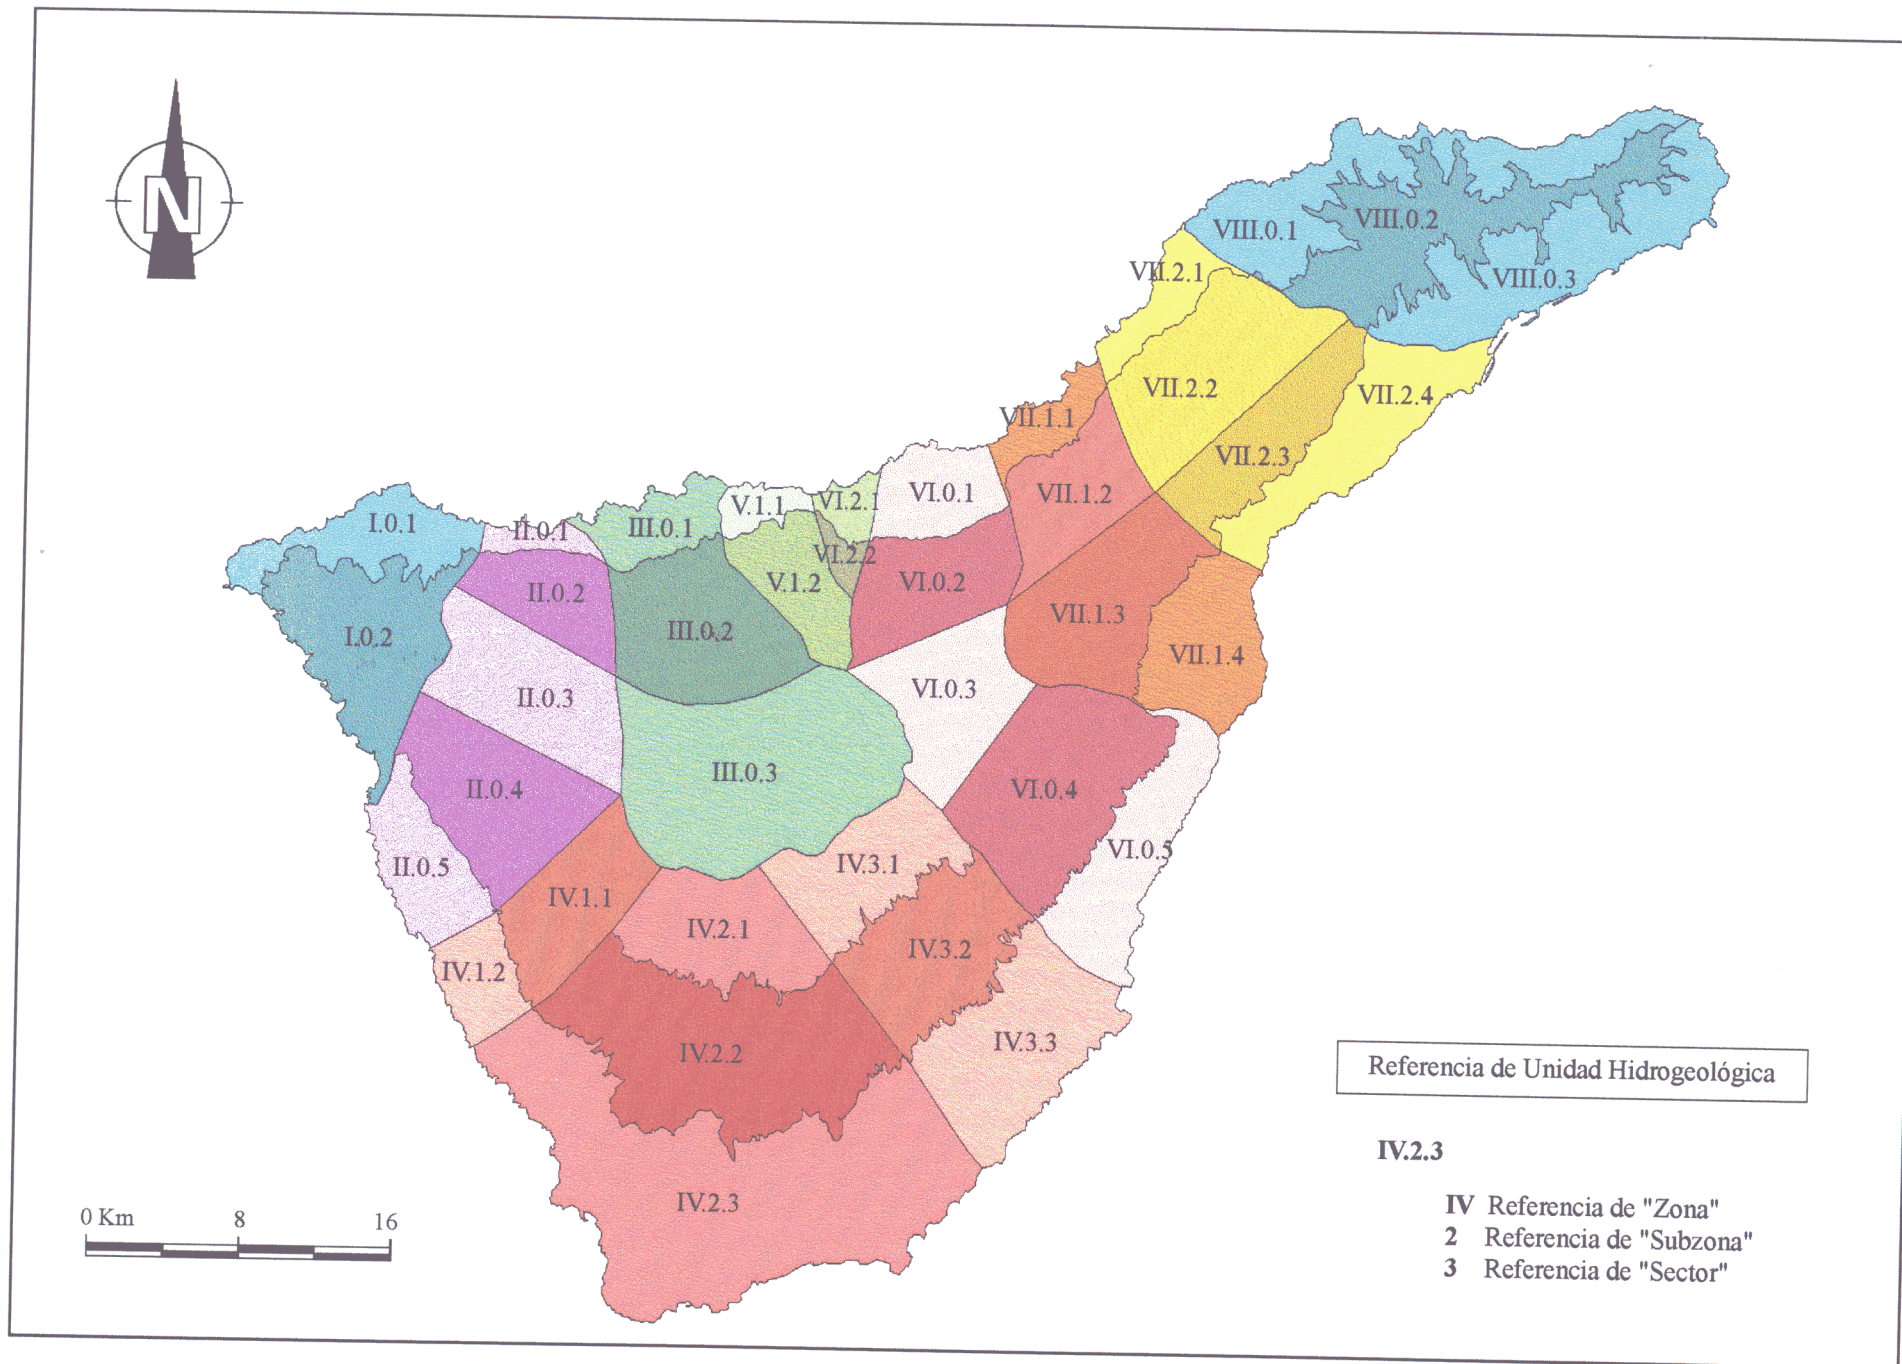 N
VIII.0.1
VIII.0.2
VIII.0.3
VII.2.1
VII.2.2
VII.2.4
VII.2.3
VII.1.1
VII.1.2
VI.0.1
V.1.1
VI.2.1
I.0.1
II.0.1
III.0.1
VI.2.2
V.1.2
VI.0.2
II.0.2
VII.1.3
III.0.2
I.0.2
VII.1.4
II.0.3
VI.0.3
III.0.3
II.0.4
VI.0.4
VI.0.5
II.0.5
IV.3.1
IV.1.1
IV.2.1
IV.3.2
IV.1.2
IV.3.3
IV.2.2
IV.2.3
Referencia de Unidad Hidrogeológica
IV.2.3
IV Referencia de "Zona"
2 Referencia de "Subzona"
3 Referencia de "Sector"
0 Km 8 16